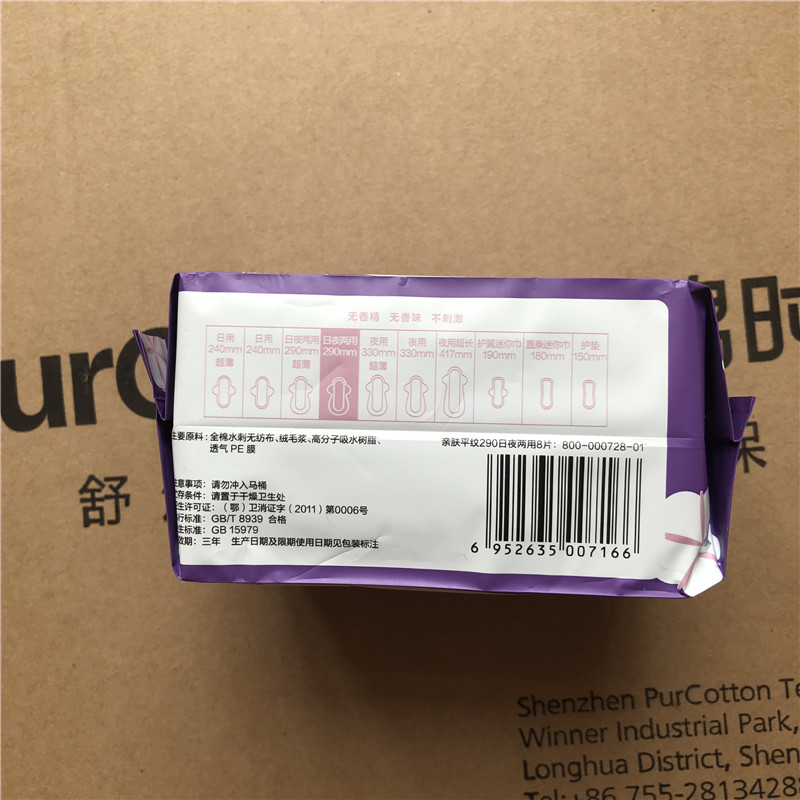 无香精 无香味 不刺激
日用 240mm 超薄
日用 240mm
日夜两用 290mm 超薄
日夜两用 290mm
夜用 330mm 超薄
夜用 330mm
夜用超长 417mm
护翼迷你巾 190mm
直条迷你巾 180mm
护垫 150mm
主要原料：全棉水刺无纺布、绒毛浆、高分子吸水树脂、
透气 PE 膜
亲肤平纹290日夜两用8片：800-000728-01
注意事项：请勿冲入马桶
存条件：请置于干燥卫生处
生许可证：（鄂）卫消证字（2011）第0006号
行标准：GB/T 8939 合格
生标准：GB 15979
效期：三年 生产日期及限期使用日期见包装标注
6 952635 007166
urC
舒
时
保
Shenzhen PurCotton Te
Winner Industrial Park,
Longhua District, Shen
Tel:+86 755-28134288